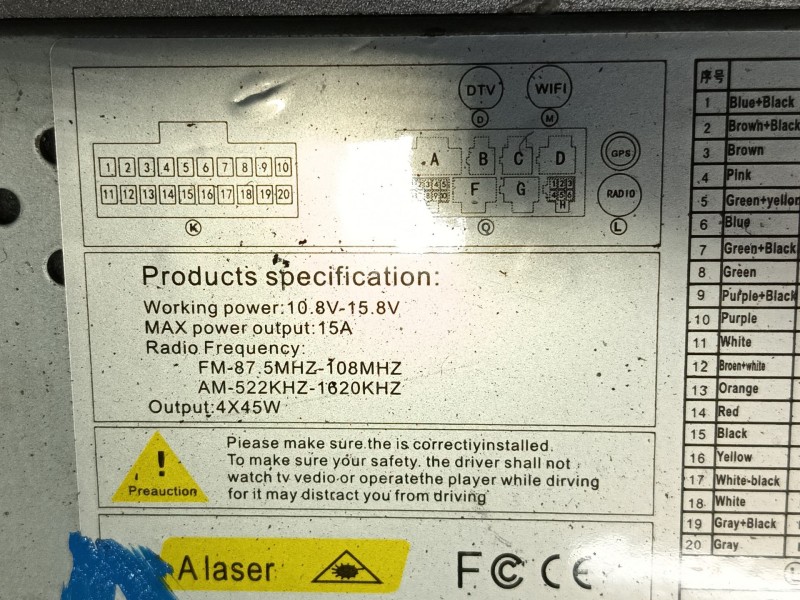 DTV WIFI
D M
A B C D GPS
1 2 3 4 5 6 7 8 9 10
11 12 13 14 15 16 17 18 19 20
F G H RADIO
K Q L
Products specification:
Working power:10.8V-15.8V
MAX power output:15A
Radio Frequency:
FM-87.5MHZ-108MHZ
AM-522KHZ-1620KHZ
Output:4X45W
! Preauction
Please make sure.the is correctiyinstalled.
To make sure your safety. the driver shall not
watch tv vedio or operatethe player while dirving
for it may distract you from driving
A laser
FC CE
序号
1 Blue+Black
2 Browh+Black
3 Brown
4 Pink
5 Green+yellow
6 Blue
7 Green+Black
8 Green
9 Purple+Black
10 Purple
11 White
12 Broen+white
13 Orange
14 Red
15 Black
16 Yellow
17 White-black
18 White
19 Gray+Black
20 Gray